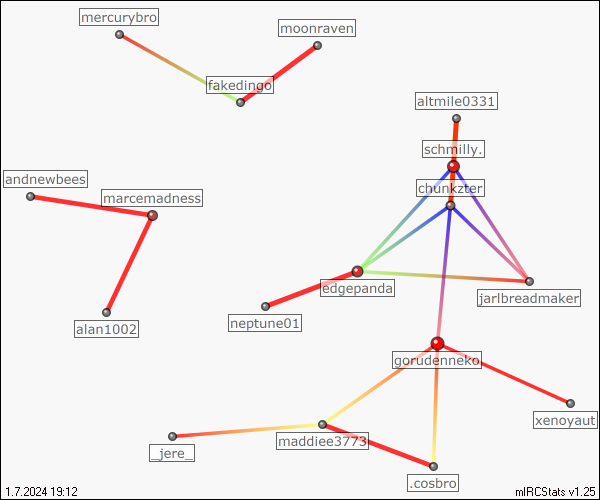 mercurybro
moonraven
fakedingo
altmile0331
schmilly.
andnewbees
chunkzter
marcemadness
edgepanda
jarlbreadmaker
neptune01
alan1002
gorudenneko
xenoyaut
maddiee3773
_jere_
.cosbro
1.7.2024 19:12
mIRCStats v1.25